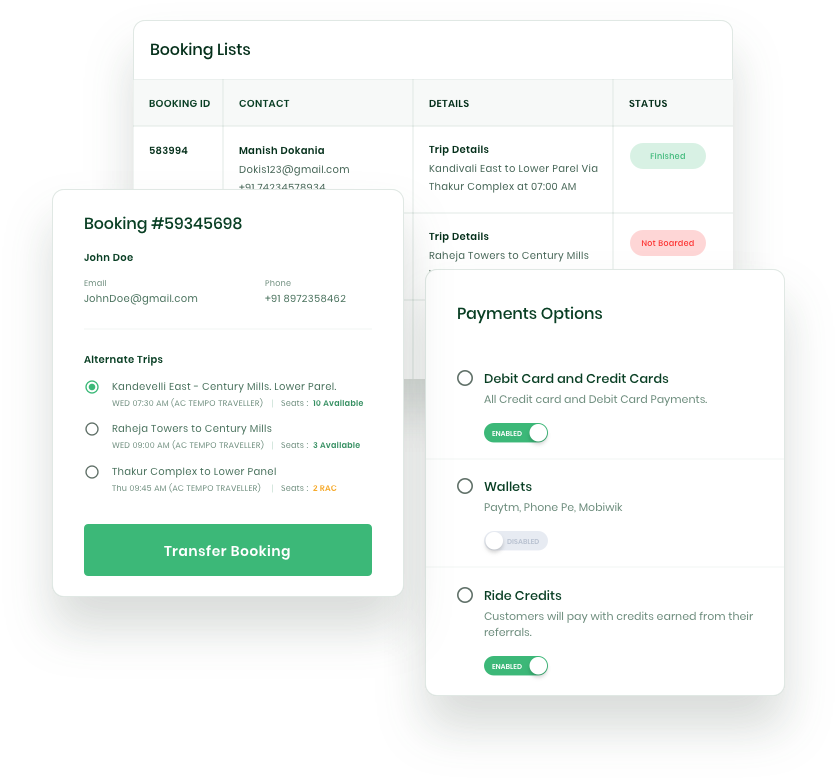 Booking Lists
BOOKING ID CONTACT DETAILS STATUS
583994
Manish Dokania
Dokis123@gmail.com
+91 74234578934
Trip Details
Kandivali East to Lower Parel Via
Thakur Complex at 07:00 AM
Finished
Trip Details
Raheja Towers to Century Mills
Not Boarded
Booking #59345698
John Doe
Email Phone
JohnDoe@gmail.com +91 8972358462
Alternate Trips
Kandevelli East - Century Mills. Lower Parel.
WED 07:30 AM (AC TEMPO TRAVELLER) | Seats : 10 Available
Raheja Towers to Century Mills
WED 09:00 AM (AC TEMPO TRAVELLER) | Seats : 3 Available
Thakur Complex to Lower Panel
Thu 09:45 AM (AC TEMPO TRAVELLER) | Seats : 2 RAC
Transfer Booking
Payments Options
Debit Card and Credit Cards
All Credit card and Debit Card Payments.
ENABLED
Wallets
Paytm, Phone Pe, Mobiwik
DISABLED
Ride Credits
Customers will pay with credits earned from their
referrals.
ENABLED